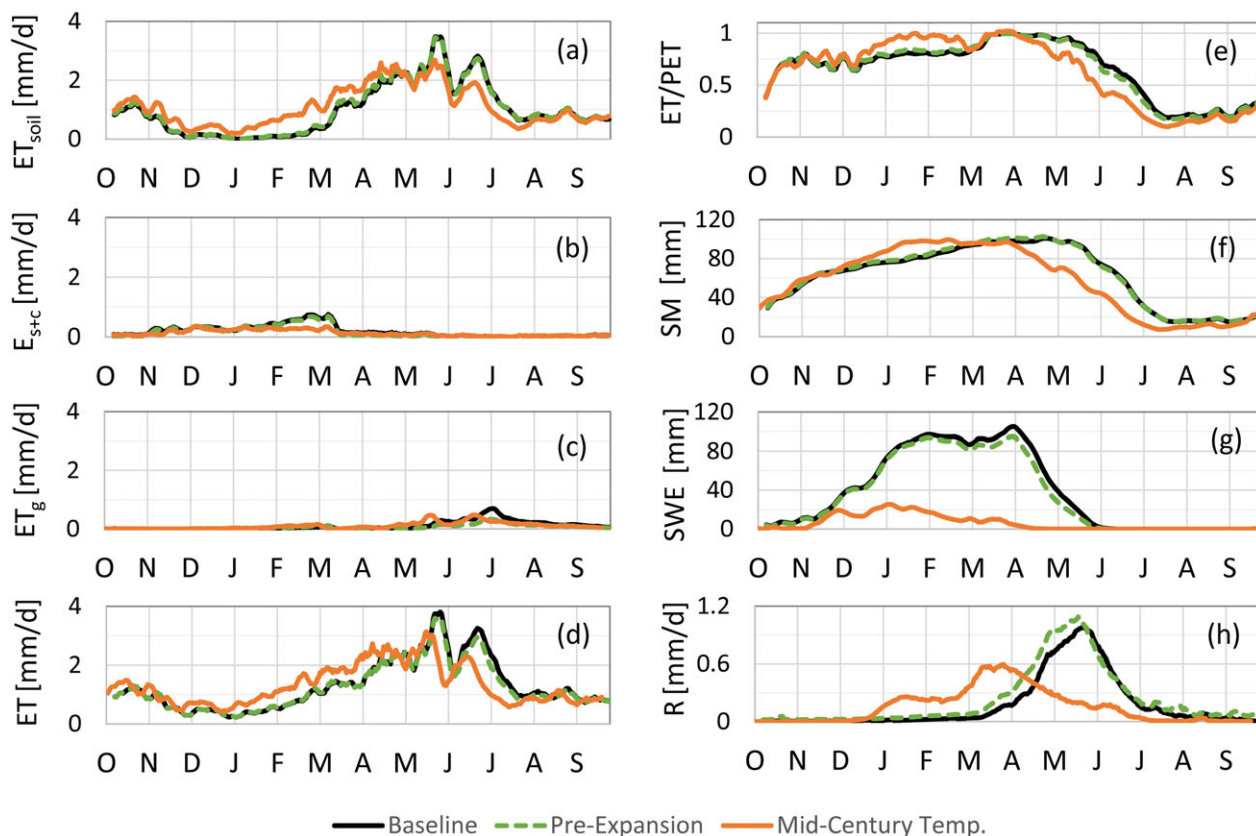 4
2
0
ET_soil [mm/d]
(a)
O N D J F M A M J J A S
4
2
0
E_s+c [mm/d]
(b)
O N D J F M A M J J A S
4
2
0
ET_g [mm/d]
(c)
O N D J F M A M J J A S
4
2
0
ET [mm/d]
(d)
O N D J F M A M J J A S
1
0.5
0
ET/PET
(e)
O N D J F M A M J J A S
120
80
40
0
SM [mm]
(f)
O N D J F M A M J J A S
120
80
40
0
SWE [mm]
(g)
O N D J F M A M J J A S
1.2
0.6
0
R [mm/d]
(h)
O N D J F M A M J J A S
Baseline Pre-Expansion Mid-Century Temp.